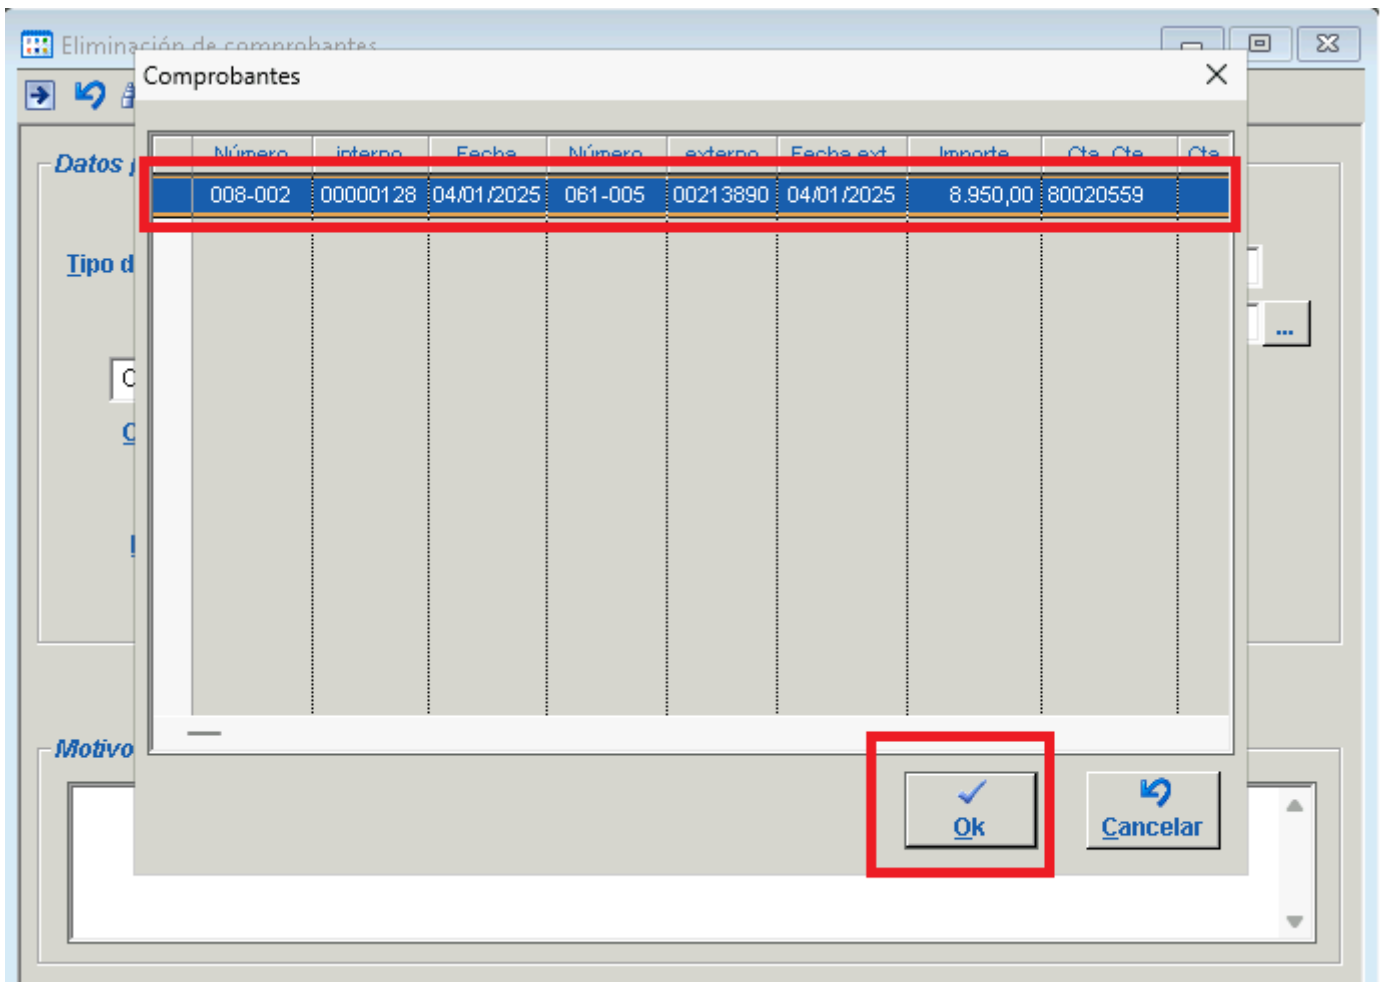 Eliminación de comprobantes
Comprobantes
Datos
Número interno Fecha Número externo Fecha ext. Importe Cta. Cte. Cta
008-002 00000128 04/01/2025 061-005 00213890 04/01/2025 8.950,00 80020559
Tipo d
...
C
Motivo
Ok
Cancelar